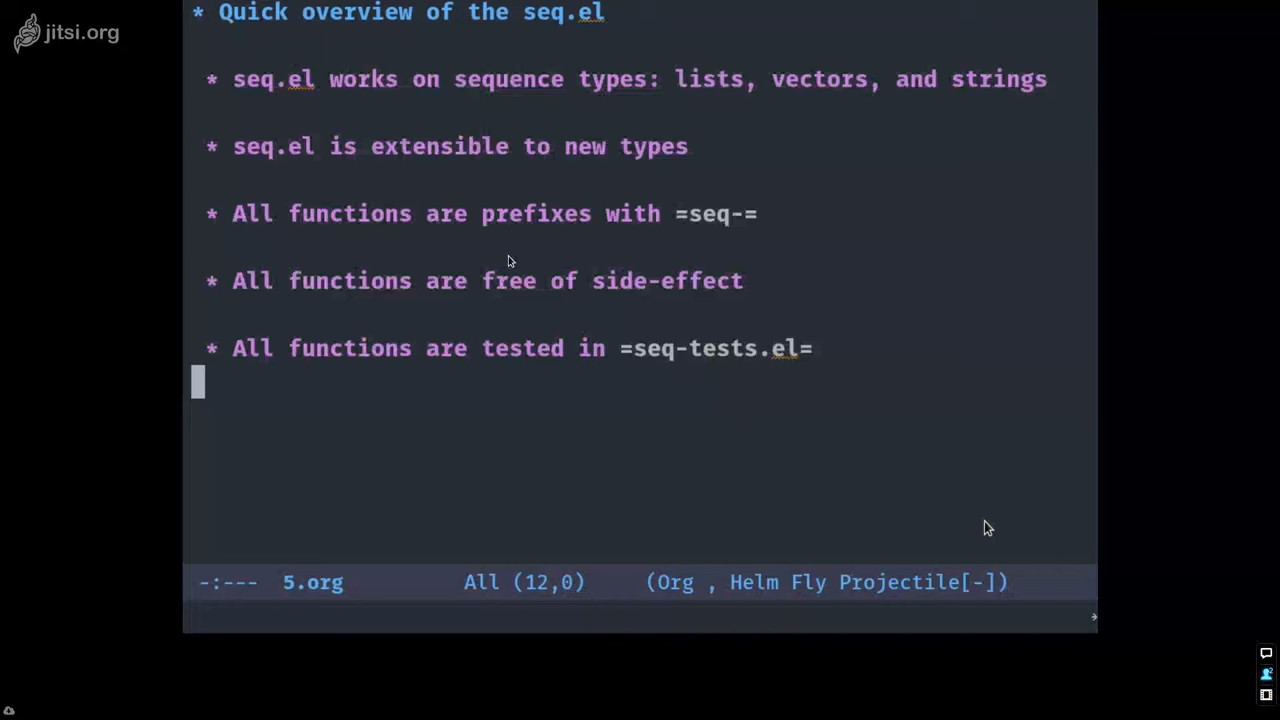 jitsi.org
* Quick overview of the seq.el
* seq.el works on sequence types: lists, vectors, and strings
* seq.el is extensible to new types
* All functions are prefixes with =seq-=
* All functions are free of side-effect
* All functions are tested in =seq-tests.el=
-:--- 5.org All (12,0) (Org , Helm Fly Projectile[-])